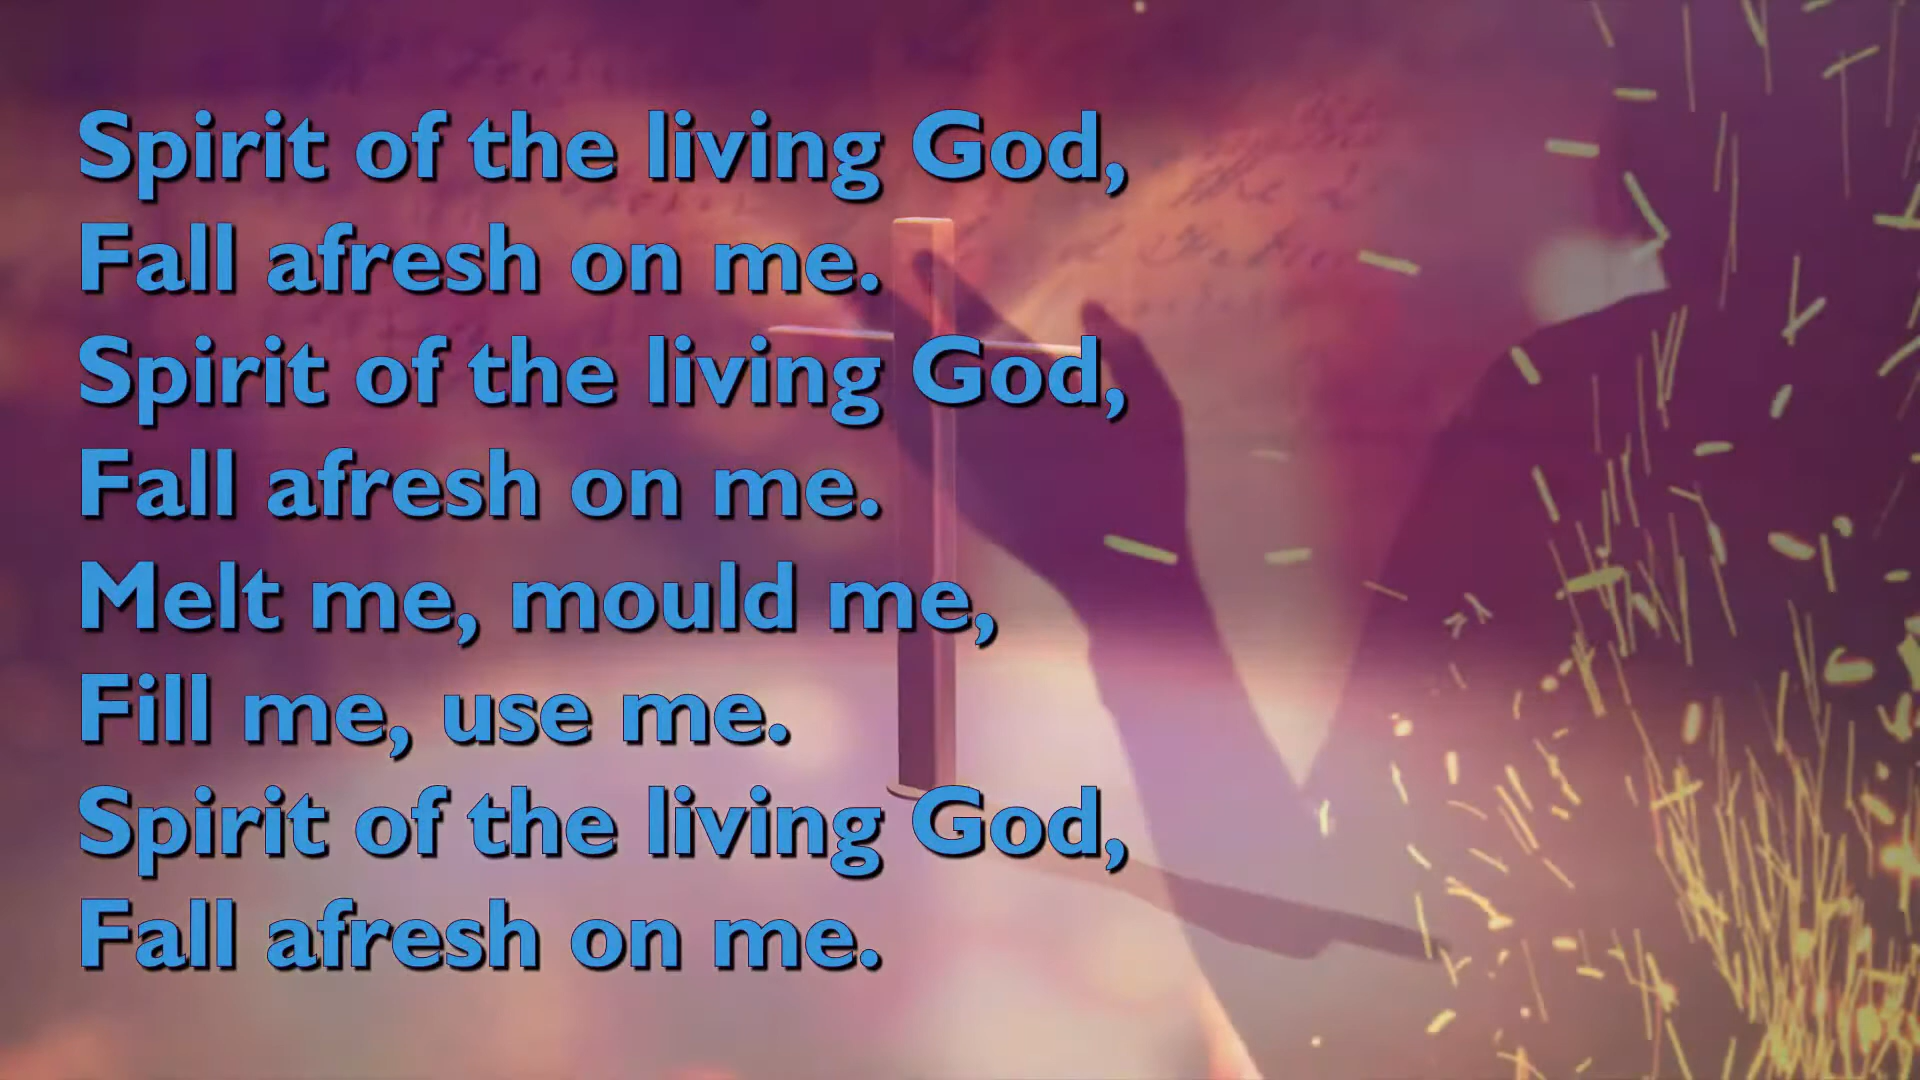 Spirit of the living God,
Fall afresh on me.
Spirit of the living God,
Fall afresh on me.
Melt me, mould me,
Fill me, use me.
Spirit of the living God,
Fall afresh on me.